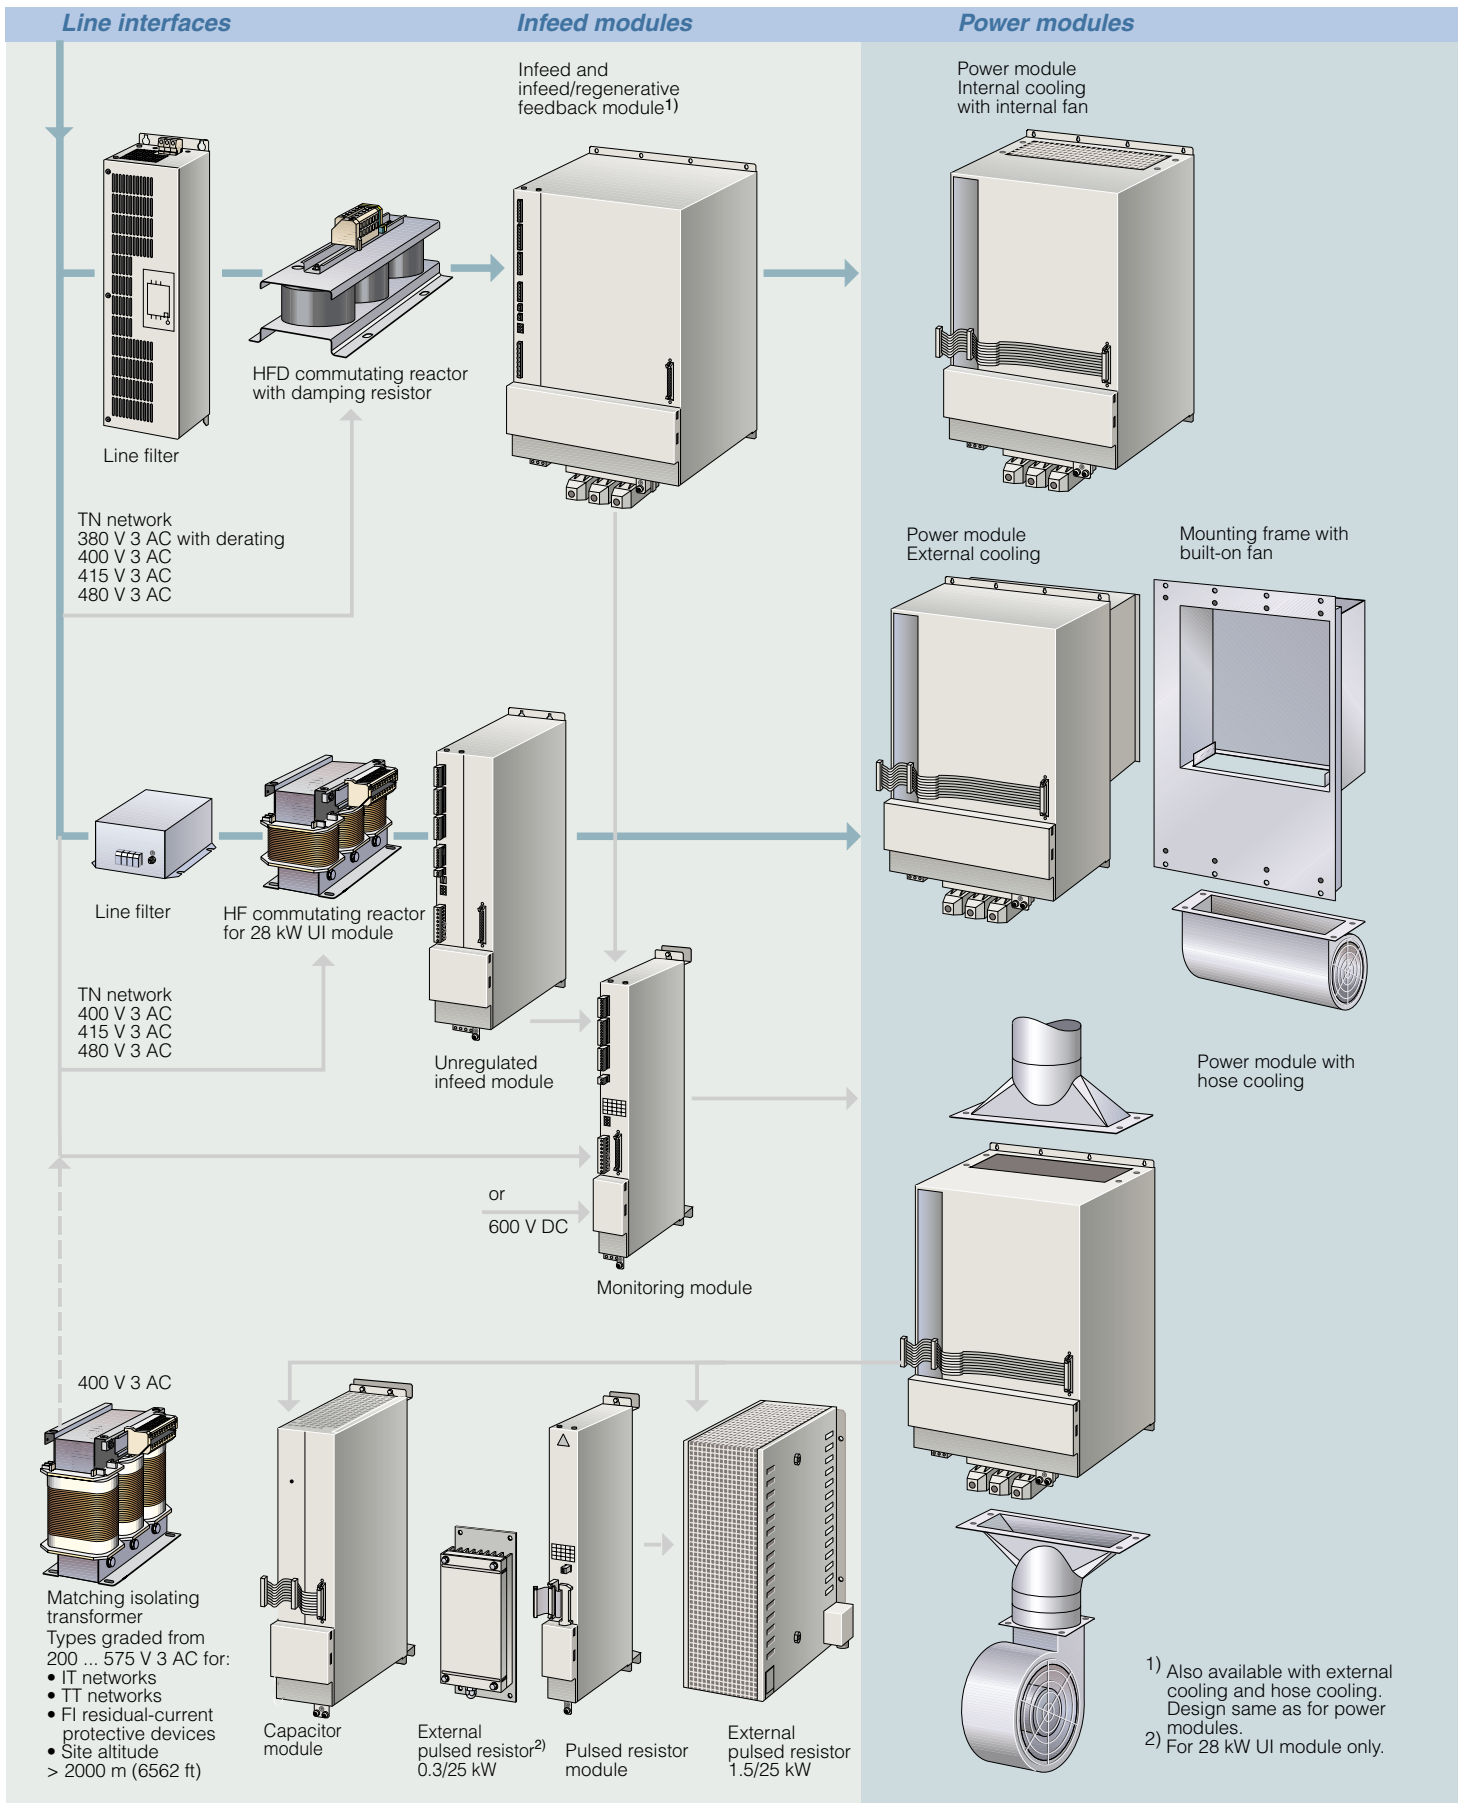 Line interfaces
Infeed modules
Power modules
Infeed and
infeed/regenerative
feedback module1)
Power module
Internal cooling
with internal fan
HFD commutating reactor
with damping resistor
Line filter
TN network
380 V 3 AC with derating
400 V 3 AC
415 V 3 AC
480 V 3 AC
Power module
External cooling
Mounting frame with
built-on fan
Line filter
HF commutating reactor
for 28 kW UI module
TN network
400 V 3 AC
415 V 3 AC
480 V 3 AC
Unregulated
infeed module
Power module with
hose cooling
or
600 V DC
Monitoring module
400 V 3 AC
Matching isolating
transformer
Types graded from
200 ... 575 V 3 AC for:
• IT networks
• TT networks
• FI residual-current
protective devices
• Site altitude
> 2000 m (6562 ft)
Capacitor
module
External
pulsed resistor2)
0.3/25 kW
Pulsed resistor
module
External
pulsed resistor
1.5/25 kW
1) Also available with external
cooling and hose cooling.
Design same as for power
modules.
2) For 28 kW UI module only.